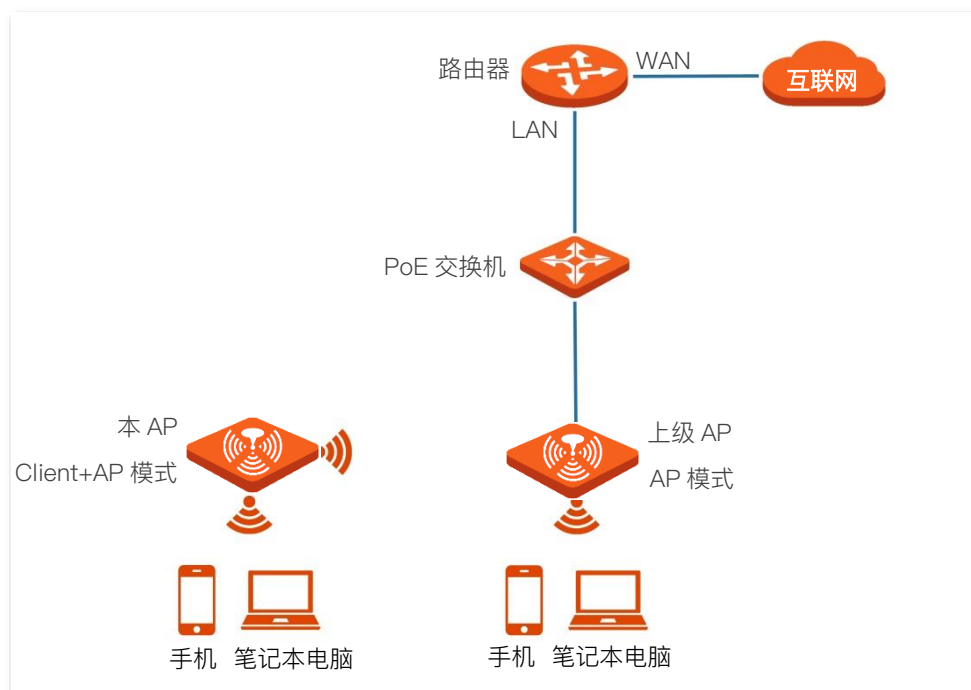 路由器
WAN
互联网
LAN
PoE 交换机
本 AP
Client+AP 模式
上级 AP
AP 模式
手机 笔记本电脑
手机 笔记本电脑